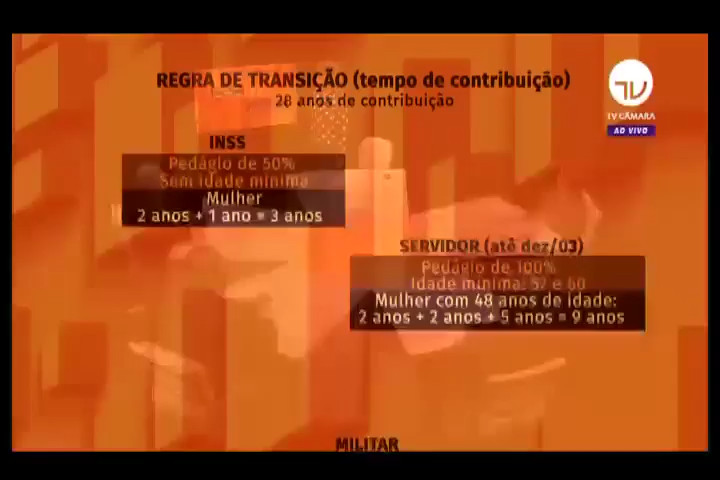 REGRA DE TRANSIÇÃO (tempo de contribuição)
28 anos de contribuição
TV CÂMARA
AO VIVO
INSS
Pedágio de 50%
Sem idade mínima
Mulher
2 anos + 1 ano = 3 anos
SERVIDOR (até dez/03)
Pedágio de 100%
Idade mínima: 57 e 60
Mulher com 48 anos de idade:
2 anos + 2 anos + 5 anos = 9 anos
MILITAR